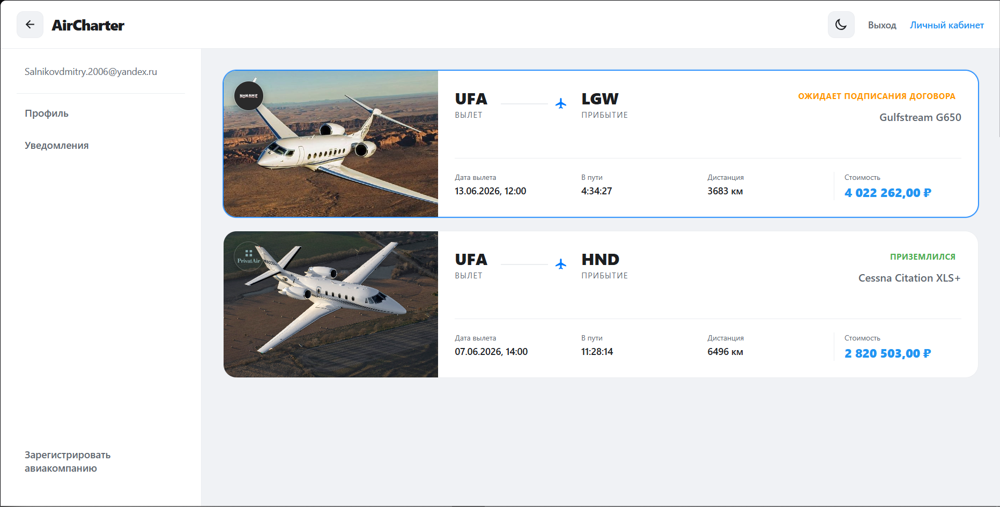 AirCharter
Выход
Личный кабинет
Salnikovdmitry.2006@yandex.ru
Профиль
Уведомления
Зарегистрировать
авиакомпанию
NONAME
UFA
ВЫЛЕТ
LGW
ПРИБЫТИЕ
ОЖИДАЕТ ПОДПИСАНИЯ ДОГОВОРА
Gulfstream G650
Дата вылета
13.06.2026, 12:00
В пути
4:34:27
Дистанция
3683 км
Стоимость
4 022 262,00 ₽
PrivatAir
UFA
ВЫЛЕТ
HND
ПРИБЫТИЕ
ПРИЗЕМЛИЛСЯ
Cessna Citation XLS+
Дата вылета
07.06.2026, 14:00
В пути
11:28:14
Дистанция
6496 км
Стоимость
2 820 503,00 ₽